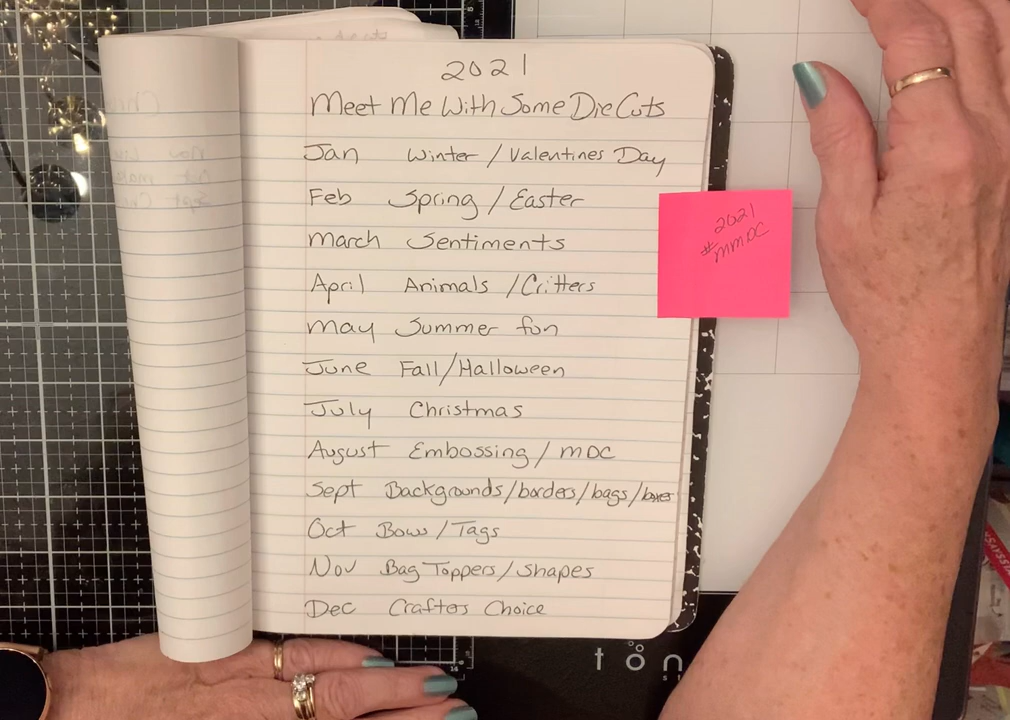 2021
Meet Me With Some Die Cuts
Jan Winter / Valentines Day
Feb Spring / Easter
March Sentiments
April Animals / Critters
May Summer fun
June Fall/Halloween
July Christmas
August Embossing / MDC
Sept Backgrounds/borders/bags/boxes
Oct Bows / Tags
Nov Bag Toppers / shapes
Dec Crafters Choice
2021
#MMDC